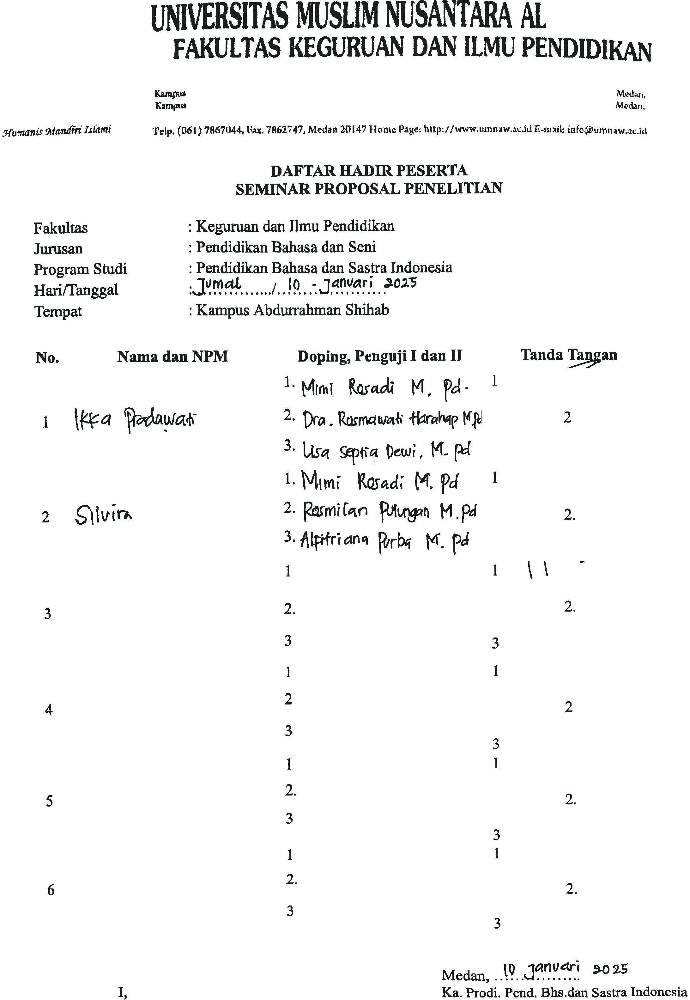 UNIVERSITAS MUSLIM NUSANTARA AL
FAKULTAS KEGURUAN DAN ILMU PENDIDIKAN
Kampus Medan,
Kampus Medan,
Humanis Mandiri Islami Telp. (061) 7867044, Fax. 7862747, Medan 20147 Home Page: http://www.umnaw.ac.id E-mail: info@umnaw.ac.id
DAFTAR HADIR PESERTA
SEMINAR PROPOSAL PENELITIAN
Fakultas : Keguruan dan Ilmu Pendidikan
Jurusan : Pendidikan Bahasa dan Seni
Program Studi : Pendidikan Bahasa dan Sastra Indonesia
Hari/Tanggal : Jumat / 10 - Januari 2025
Tempat : Kampus Abdurrahman Shihab
No. Nama dan NPM Doping, Penguji I dan II Tanda Tangan
1. Mimi Rosadi M. Pd. 1
1 Ikka Pradawati 2. Dra. Rosmawati Harahap M.Pd 2
3. Lisa Septia Dewi, M. Pd
1. Mimi Rosadi M. Pd 1
2 Silvira 2. Rosmilan Pulungan M. Pd 2.
3. Alfitriana Purba M. Pd
1 1
3 2. 2.
3 3
1 1
4 2 2
3
3
1 1
5 2. 2.
3
3
1 1
6 2. 2.
3
3
Medan, 10 Januari 2025
I, Ka. Prodi. Pend. Bhs.dan Sastra Indonesia